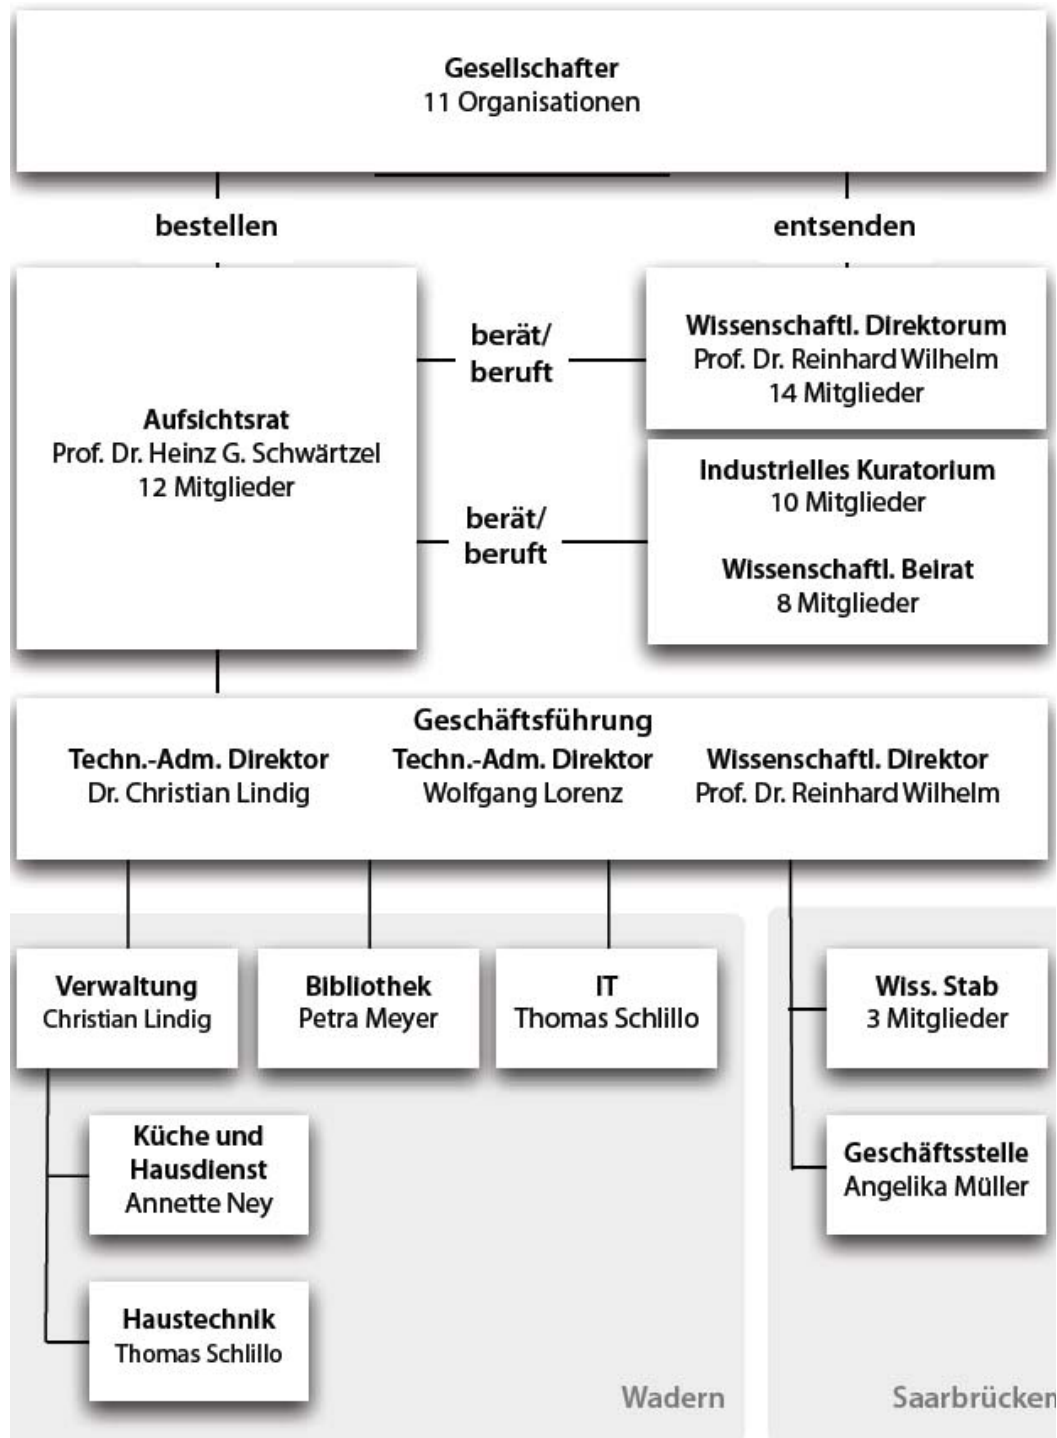 Gesellschafter
11 Organisationen
bestellen
entsenden
Aufsichtsrat
Prof. Dr. Heinz G. Schwärtzel
12 Mitglieder
berät/
beruft
Wissenschaftl. Direktorum
Prof. Dr. Reinhard Wilhelm
14 Mitglieder
berät/
beruft
Industrielles Kuratorium
10 Mitglieder
Wissenschaftl. Beirat
8 Mitglieder
Geschäftsführung
Techn.-Adm. Direktor
Dr. Christian Lindig
Techn.-Adm. Direktor
Wolfgang Lorenz
Wissenschaftl. Direktor
Prof. Dr. Reinhard Wilhelm
Verwaltung
Christian Lindig
Bibliothek
Petra Meyer
IT
Thomas Schlillo
Wiss. Stab
3 Mitglieder
Küche und
Hausdienst
Annette Ney
Geschäftsstelle
Angelika Müller
Haustechnik
Thomas Schlillo
Wadern
Saarbrücken